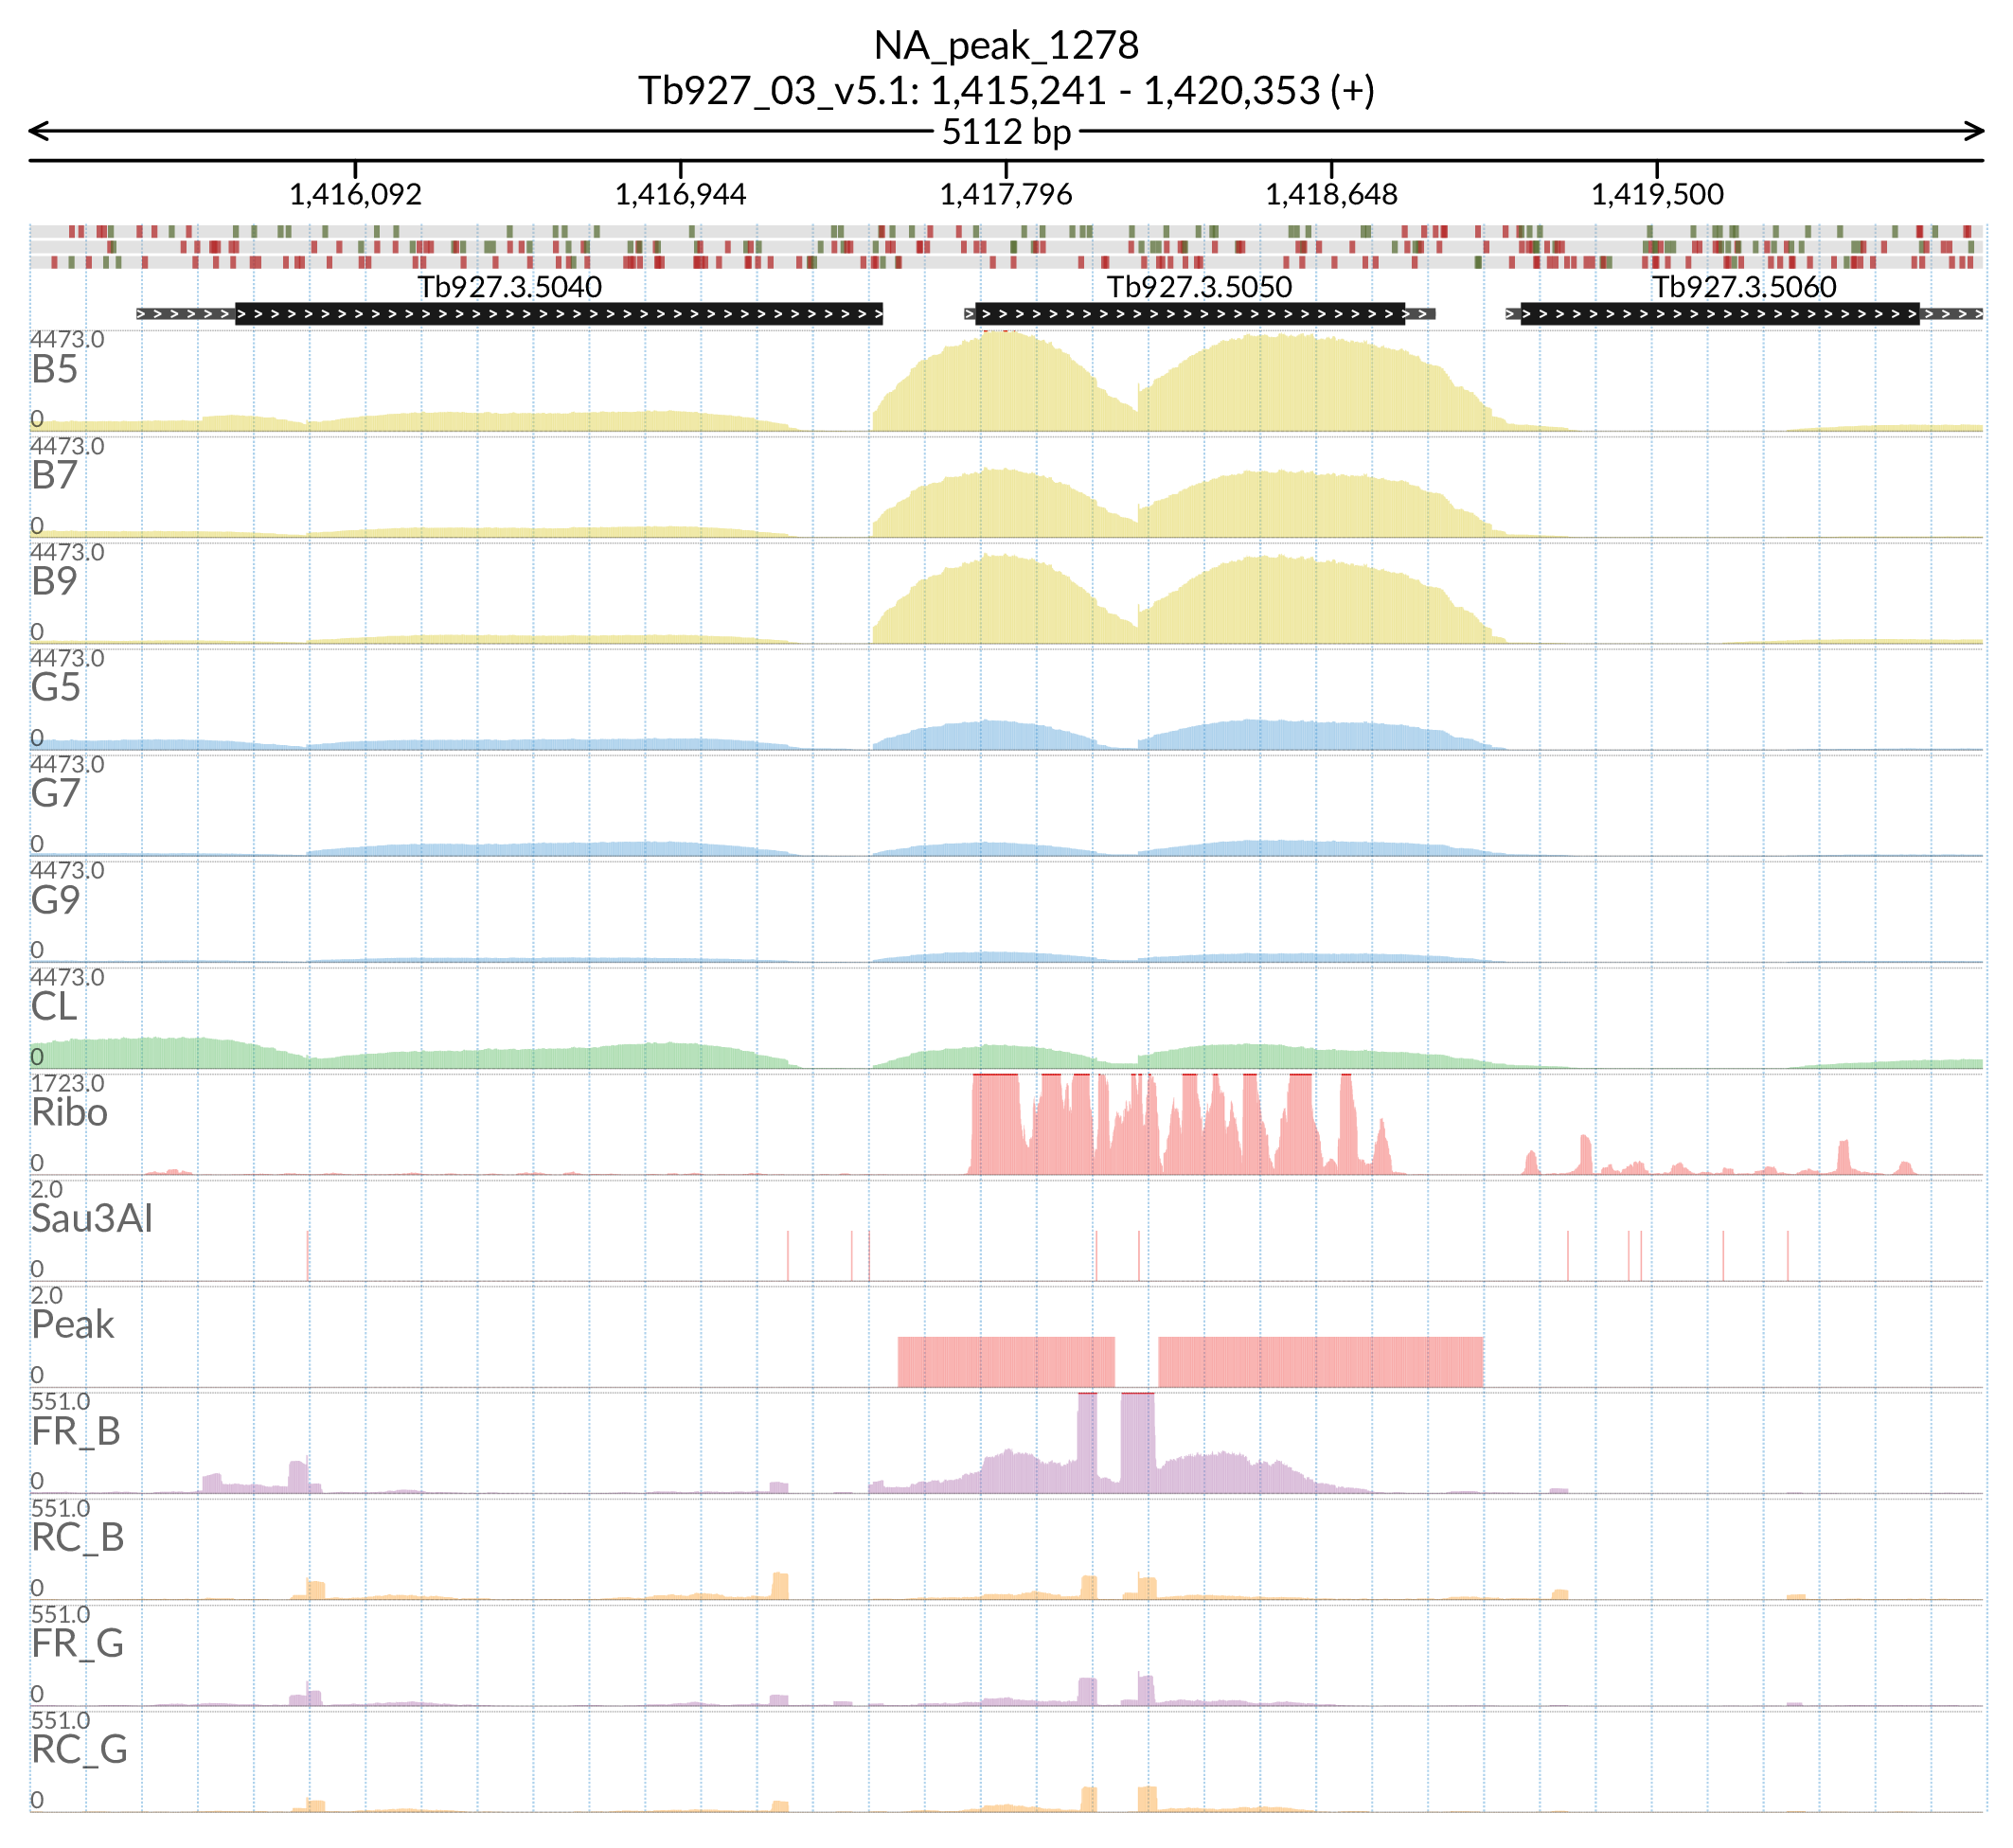 NA_peak_1278
Tb927_03_v5.1: 1,415,241 - 1,420,353 (+)
5112 bp
1,416,092 1,416,944 1,417,796 1,418,648 1,419,500
Tb927.3.5040 Tb927.3.5050 Tb927.3.5060
4473.0
B5
0
4473.0
B7
0
4473.0
B9
0
4473.0
G5
0
4473.0
G7
0
4473.0
G9
0
4473.0
CL
0
1723.0
Ribo
0
2.0
Sau3AI
0
2.0
Peak
0
551.0
FR_B
0
551.0
RC_B
0
551.0
FR_G
0
551.0
RC_G
0